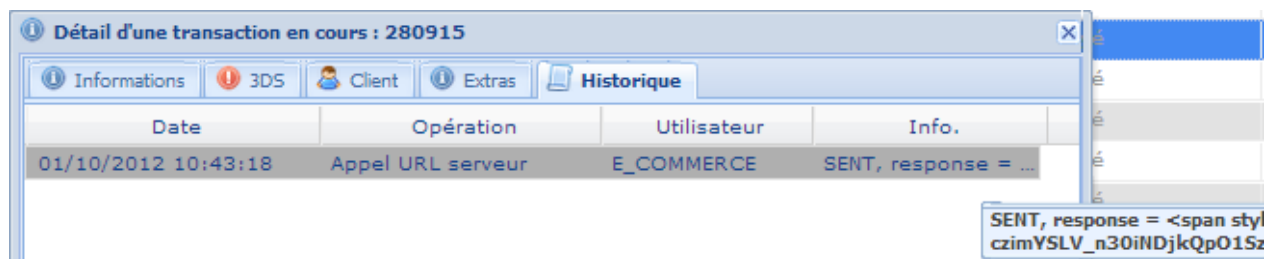 Détail d'une transaction en cours : 280915
Informations 3DS Client Extras Historique
Date Opération Utilisateur Info.
01/10/2012 10:43:18 Appel URL serveur E_COMMERCE SENT, response = ...
é
é
é
é
é
SENT, response = <span styl
czimYSLV_n30iNDjkQpO1Sz